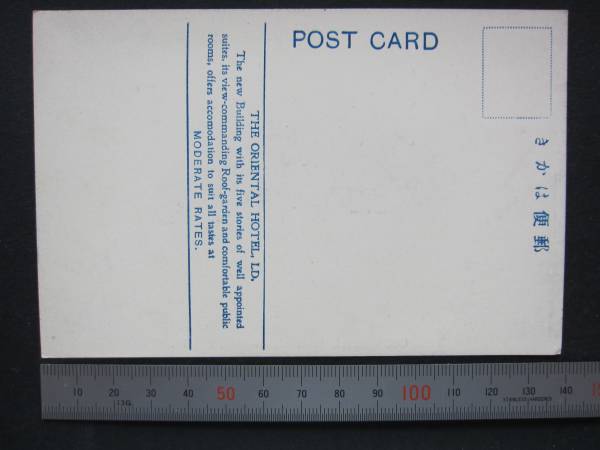 POST CARD
きかは便郵
THE ORIENTAL HOTEL, LD.
The new Building with its five stories of well appointed
suites, its view-commanding Roof-garden and comfortable public
rooms, offers accomodation to suit all tastes at
MODERATE RATES.
10 20 30 40 50 60 70 80 90 100 110 120 130 140 15